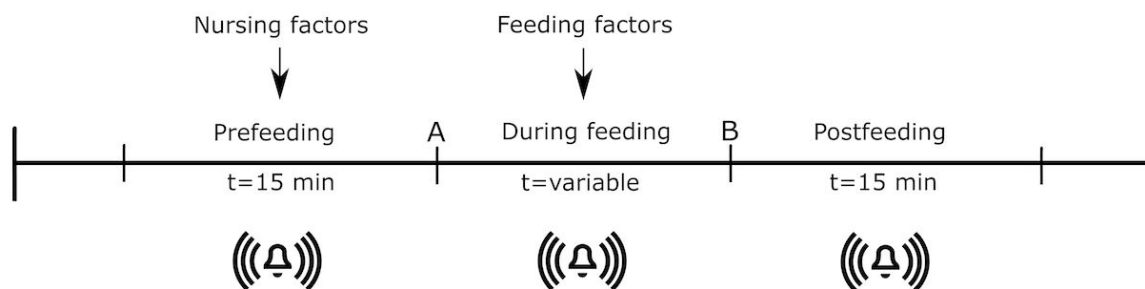 Nursing factors
Feeding factors
Prefeeding
A
During feeding
B
Postfeeding
t=15 min
t=variable
t=15 min